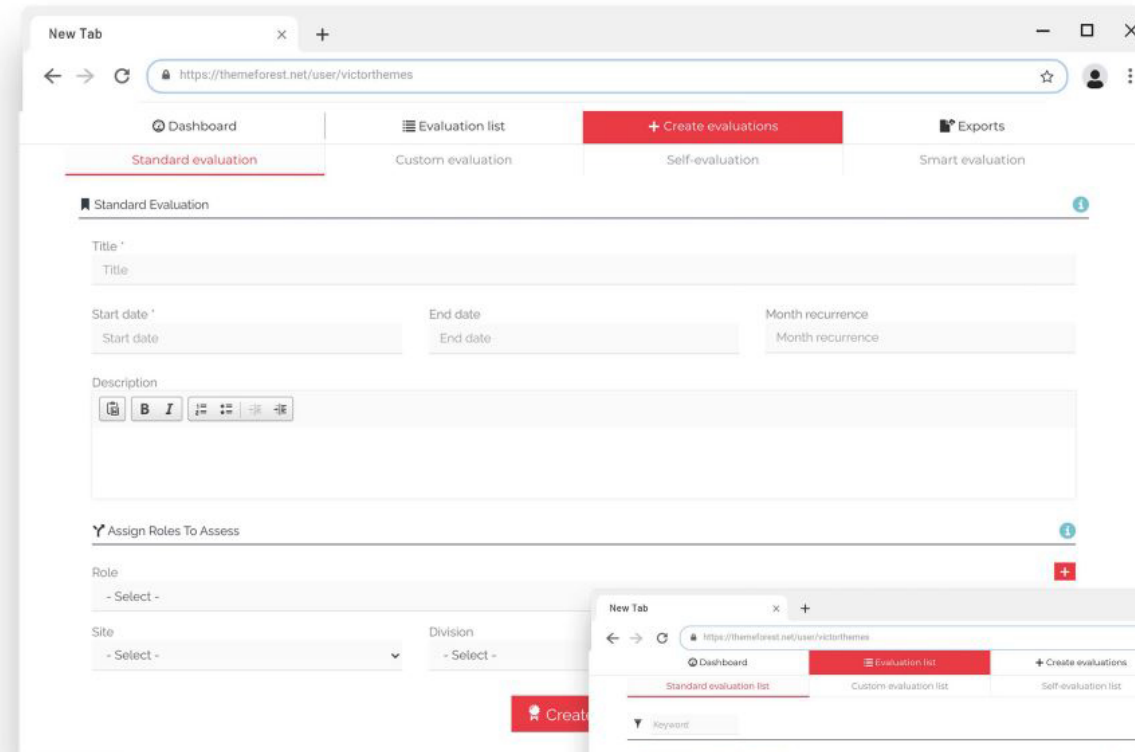 New Tab
https://themeforest.net/user/victorthemes
Dashboard Evaluation list + Create evaluations Exports
Standard evaluation Custom evaluation Self-evaluation Smart evaluation
Standard Evaluation
Title *
Title
Start date * End date Month recurrence
Start date End date Month recurrence
Description
B I
Assign Roles To Assess
Role
- Select -
Site Division
- Select - - Select -
Create
New Tab
https://themeforest.net/user/victorthemes
Dashboard Evaluation list + Create evaluations
Standard evaluation list Custom evaluation list Self-evaluation list
Keyword